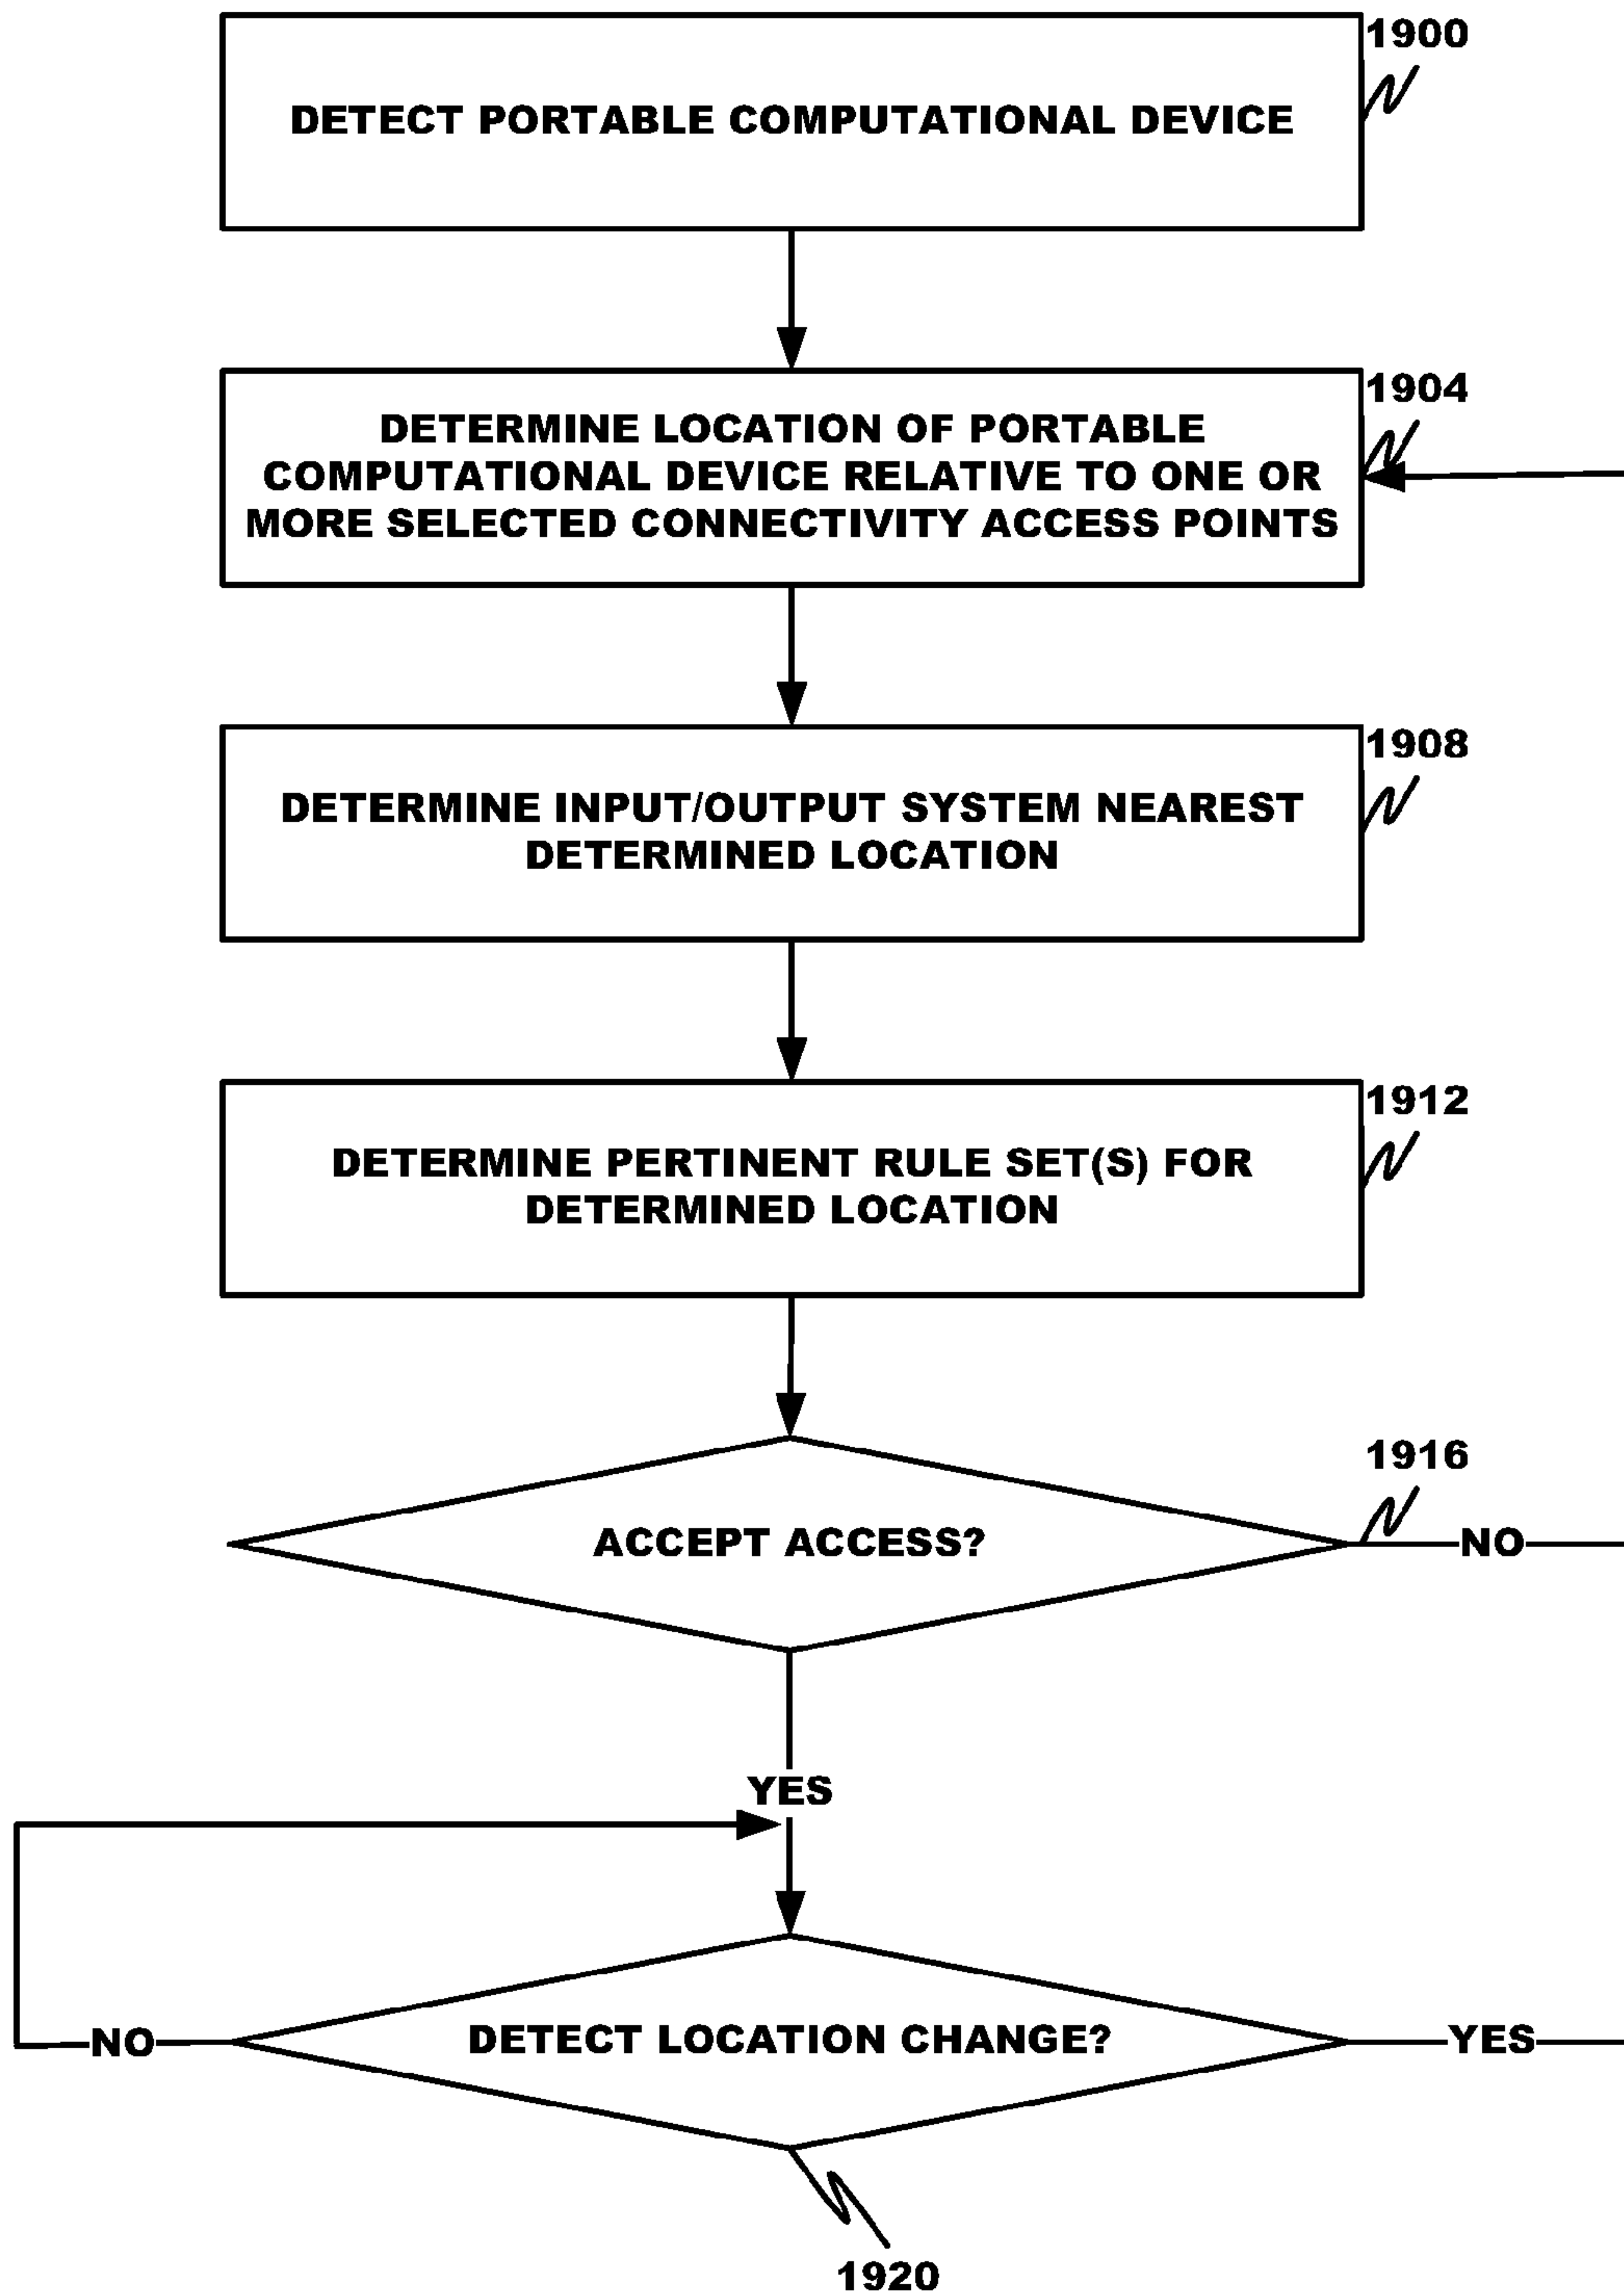 1900
DETECT PORTABLE COMPUTATIONAL DEVICE
1904
DETERMINE LOCATION OF PORTABLE
COMPUTATIONAL DEVICE RELATIVE TO ONE OR
MORE SELECTED CONNECTIVITY ACCESS POINTS
1908
DETERMINE INPUT/OUTPUT SYSTEM NEAREST
DETERMINED LOCATION
1912
DETERMINE PERTINENT RULE SET(S) FOR
DETERMINED LOCATION
1916
ACCEPT ACCESS?
NO
YES
NO
DETECT LOCATION CHANGE?
YES
1920